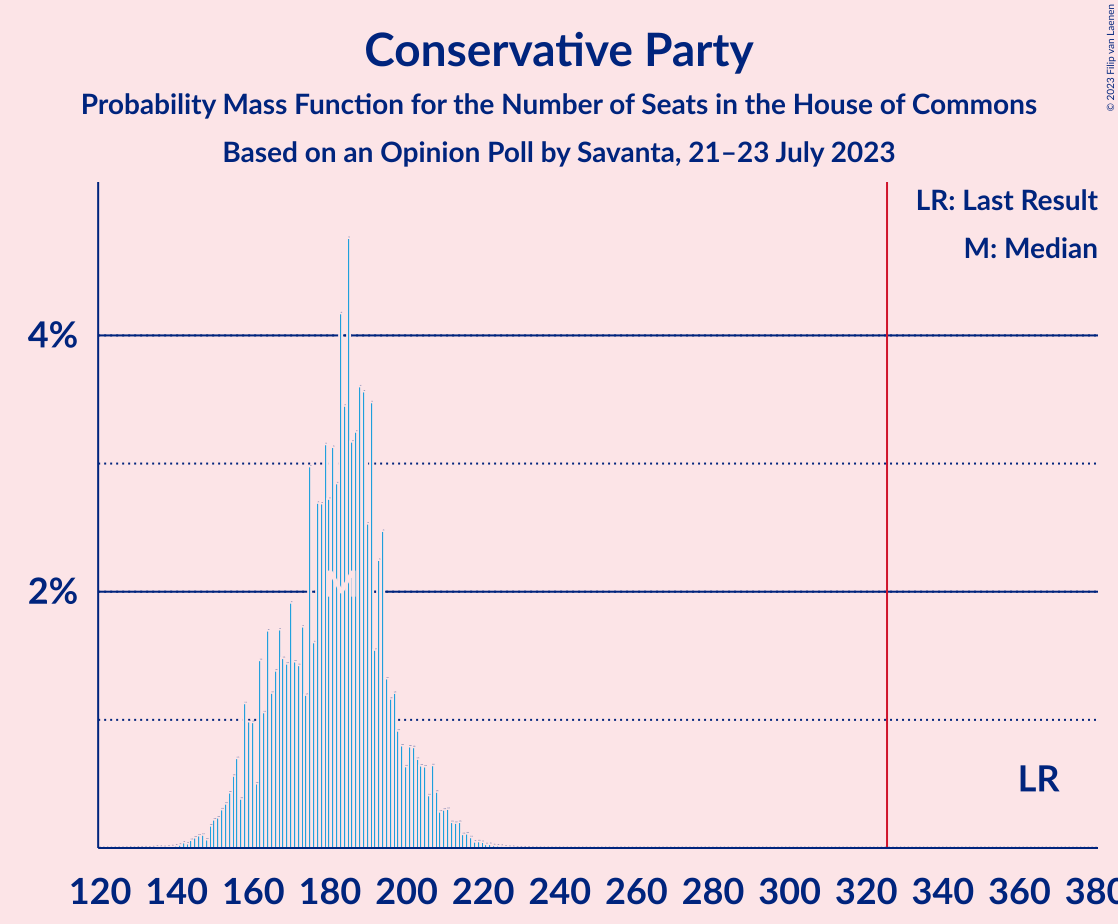 Conservative Party
Probability Mass Function for the Number of Seats in the House of Commons
Based on an Opinion Poll by Savanta, 21–23 July 2023
© 2023 Filip van Laenen
LR: Last Result
M: Median
4%
2%
M
LR
120 140 160 180 200 220 240 260 280 300 320 340 360 380